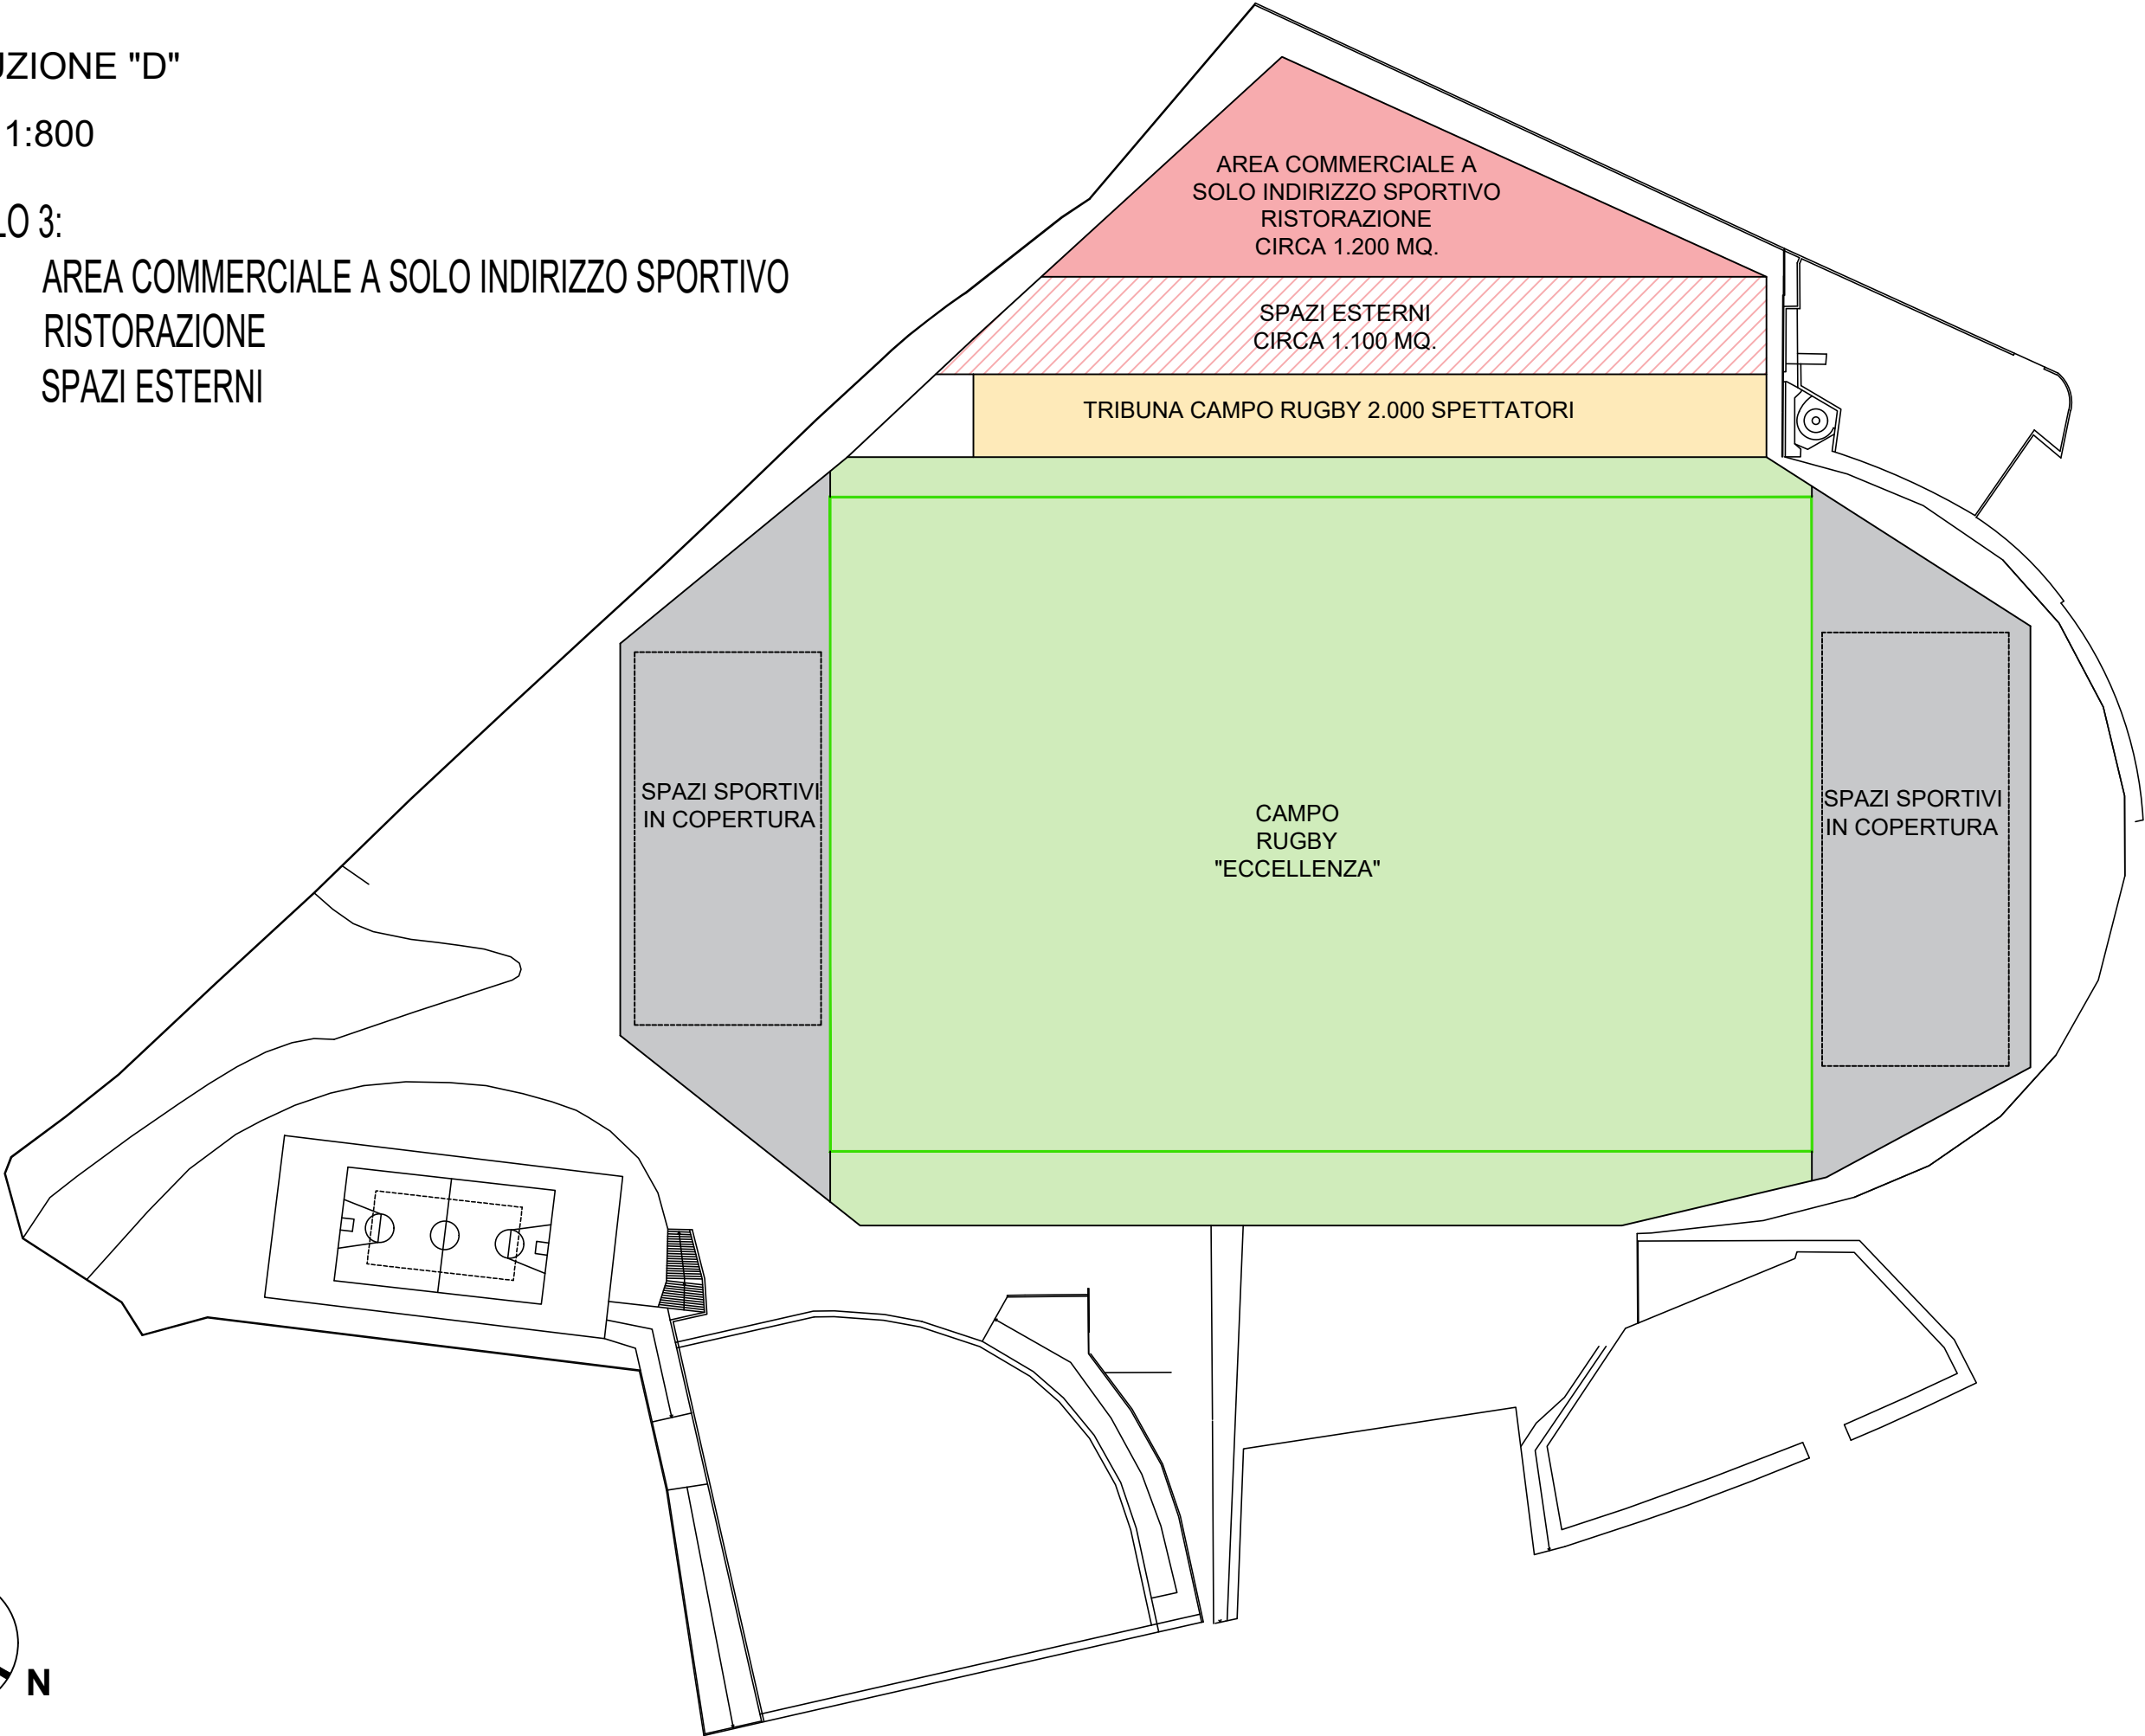 UZIONE "D"
1:800
LO 3:
AREA COMMERCIALE A SOLO INDIRIZZO SPORTIVO
RISTORAZIONE
SPAZI ESTERNI
AREA COMMERCIALE A
SOLO INDIRIZZO SPORTIVO
RISTORAZIONE
CIRCA 1.200 MQ.
SPAZI ESTERNI
CIRCA 1.100 MQ.
TRIBUNA CAMPO RUGBY 2.000 SPETTATORI
SPAZI SPORTIVI
IN COPERTURA
CAMPO
RUGBY
"ECCELLENZA"
SPAZI SPORTIVI
IN COPERTURA
N